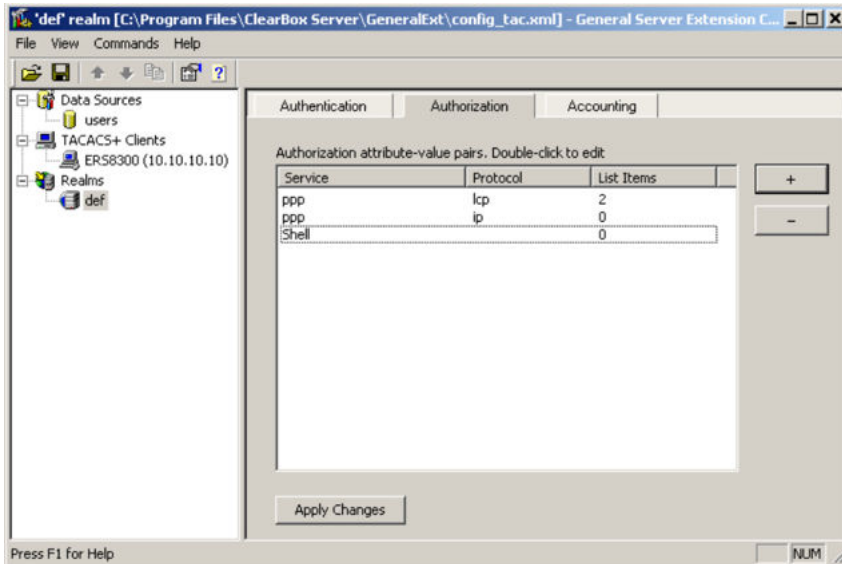 'def' realm [C:\Program Files\ClearBox Server\GeneralExt\config_tac.xml] - General Server Extension C...
File View Commands Help
Data Sources
users
TACACS+ Clients
ERS8300 (10.10.10.10)
Realms
def
Authentication Authorization Accounting
Authorization attribute-value pairs. Double-click to edit
Service Protocol List Items
ppp lcp 2
ppp ip 0
Shell 0
+
-
Apply Changes
Press F1 for Help NUM